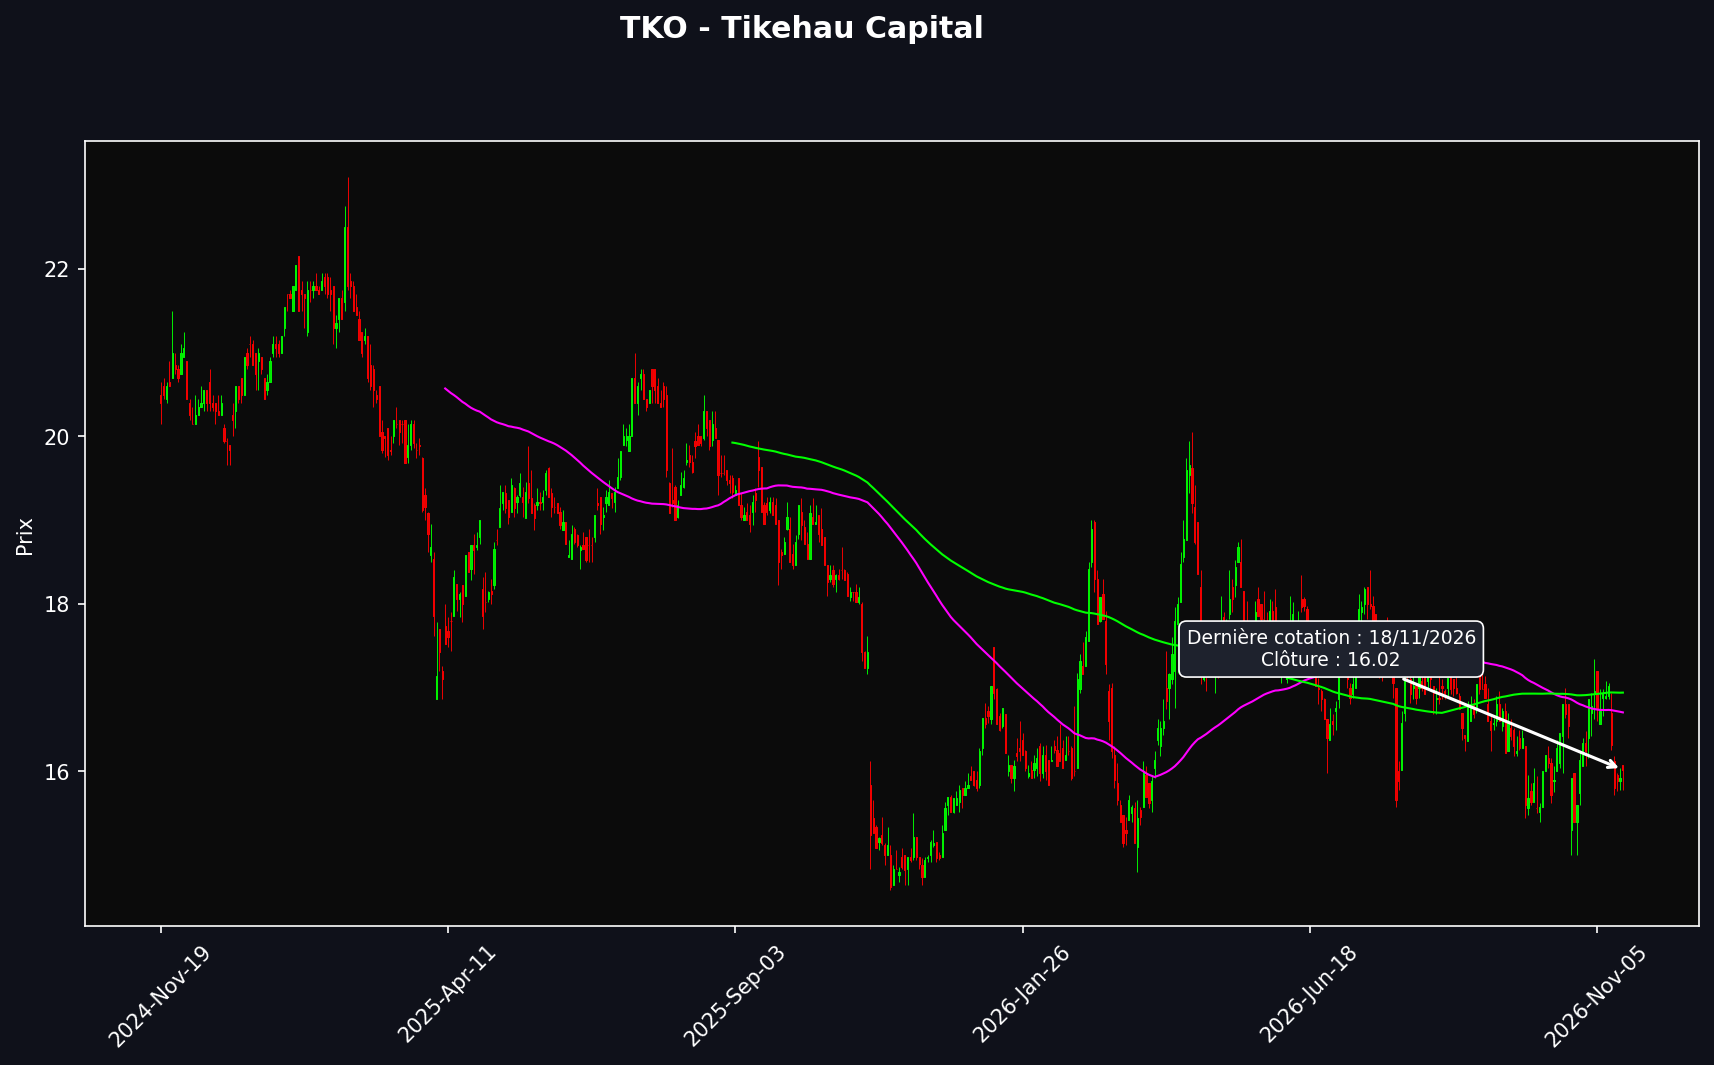 TKO - Tikehau Capital
Prix
22
20
18
16
Dernière cotation : 18/11/2026
Clôture : 16.02
2024-Nov-19
2025-Apr-11
2025-Sep-03
2026-Jan-26
2026-Jun-18
2026-Nov-05